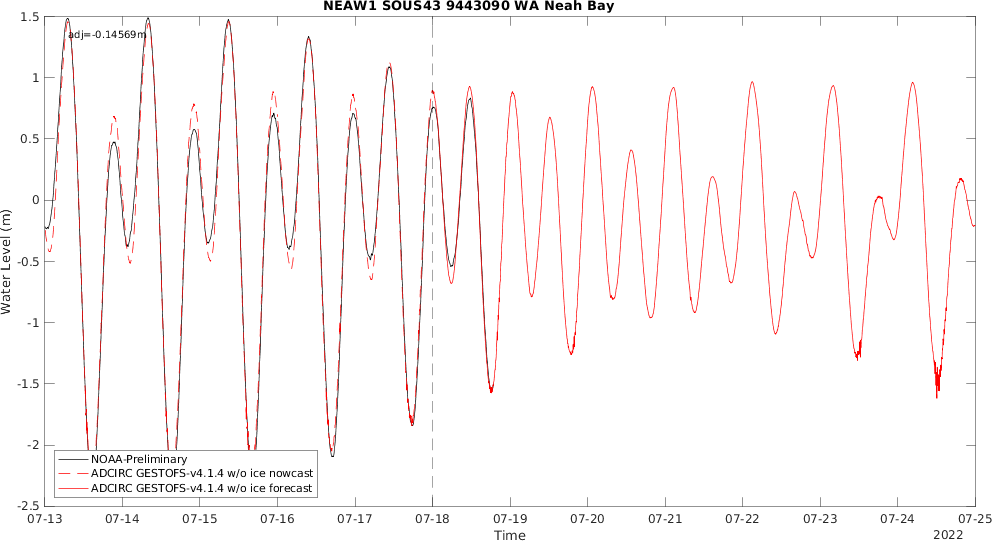 NEAW1 SOUS43 9443090 WA Neah Bay
adj=-0.14569m
1.5
1
0.5
0
-0.5
-1
-1.5
-2
-2.5
Water Level (m)
NOAA-Preliminary
ADCIRC GESTOFS-v4.1.4 w/o ice nowcast
ADCIRC GESTOFS-v4.1.4 w/o ice forecast
07-13 07-14 07-15 07-16 07-17 07-18 07-19 07-20 07-21 07-22 07-23 07-24 07-25
Time
2022